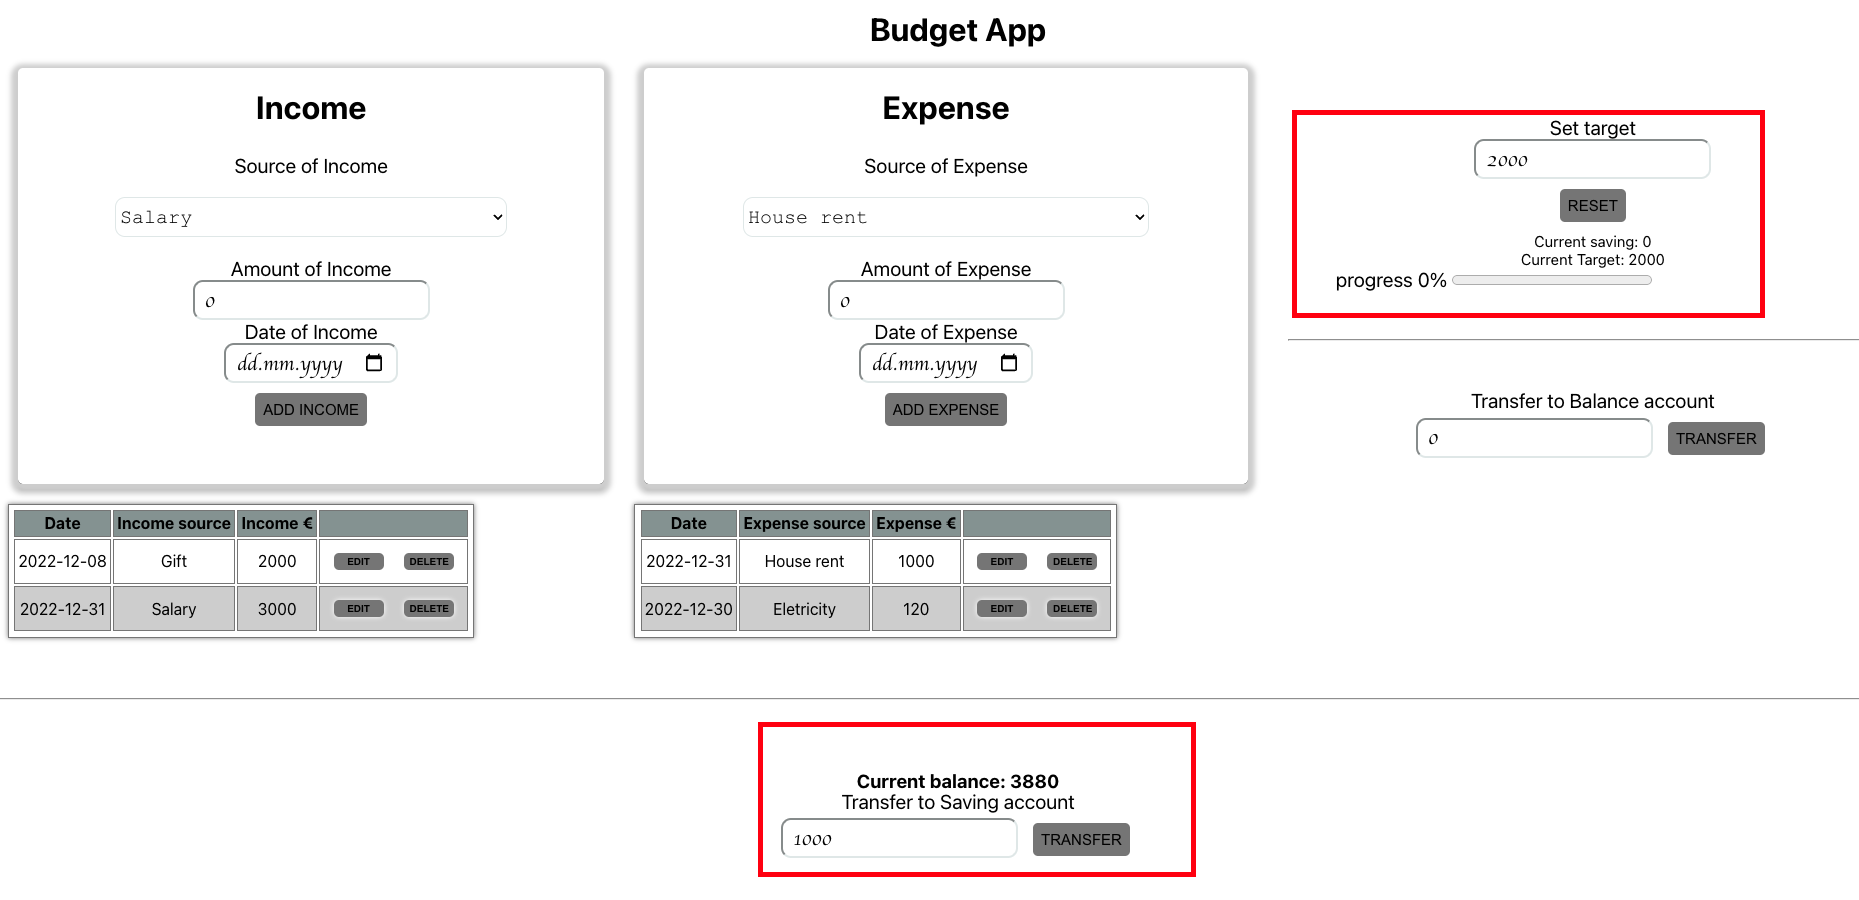 Budget App
Income
Source of Income
Salary
Amount of Income
0
Date of Income
dd.mm.yyyy
ADD INCOME
Expense
Source of Expense
House rent
Amount of Expense
0
Date of Expense
dd.mm.yyyy
ADD EXPENSE
Set target
2000
RESET
Current saving: 0
Current Target: 2000
progress 0%
Transfer to Balance account
0 TRANSFER
Date Income source Income €
2022-12-08 Gift 2000 EDIT DELETE
2022-12-31 Salary 3000 EDIT DELETE
Date Expense source Expense €
2022-12-31 House rent 1000 EDIT DELETE
2022-12-30 Eletricity 120 EDIT DELETE
Current balance: 3880
Transfer to Saving account
1000 TRANSFER